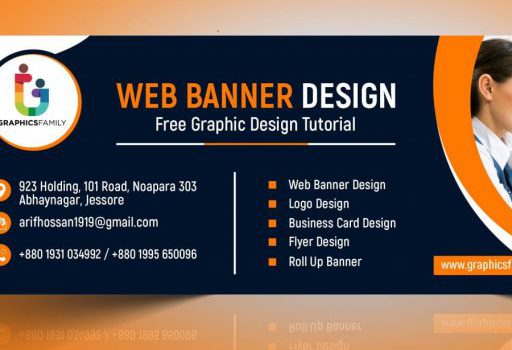 GRAPHICSFAMILY
WEB BANNER DESIGN
Free Graphic Design Tutorial
923 Holding, 101 Road, Noapara 303
Abhaynagar, Jessore
arifhossan1919@gmail.com
+880 1931 034992 / +880 1995 650096
Web Banner Design
Logo Design
Business Card Design
Flyer Design
Roll Up Banner
www.graphicsf